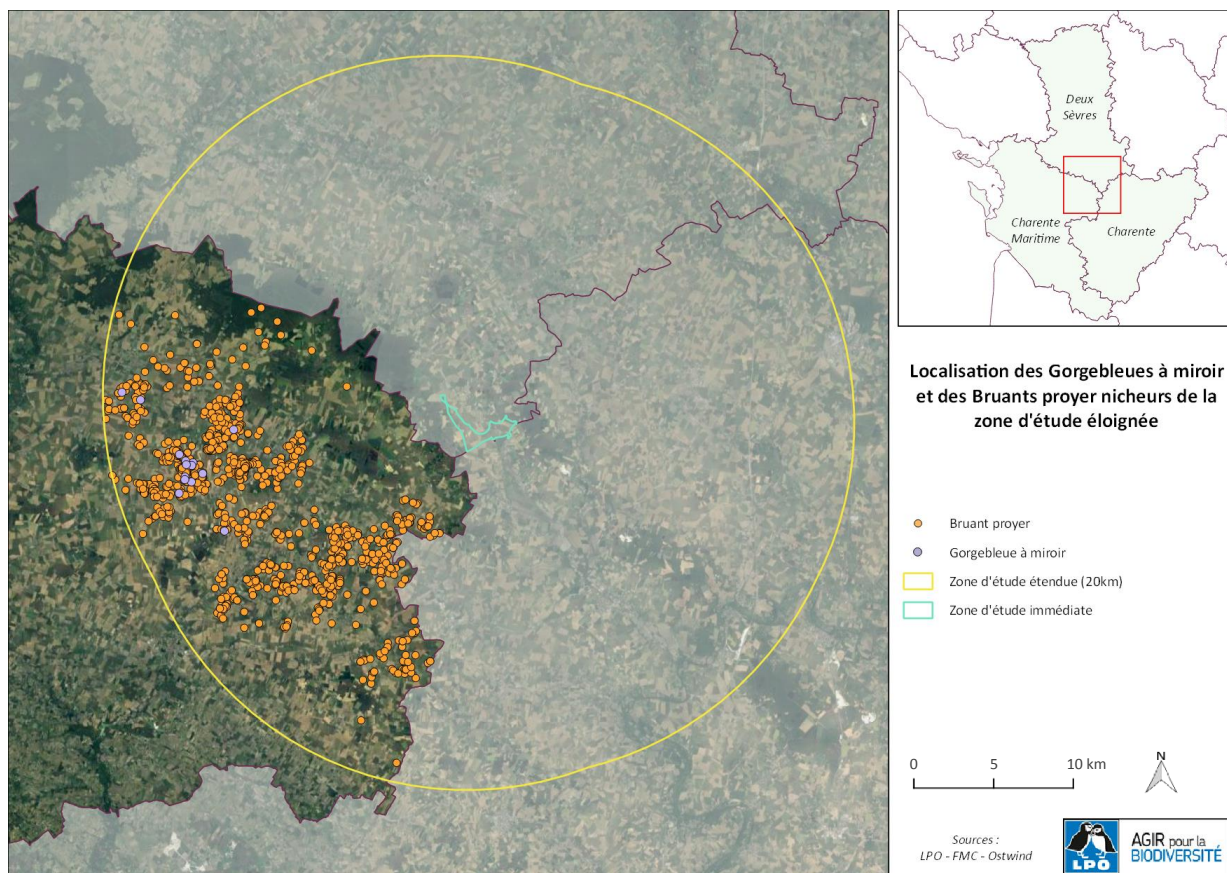 Deux
Sèvres
Charente
Maritime
Charente
Localisation des Gorgebleues à miroir
et des Bruants proyer nicheurs de la
zone d'étude éloignée
Bruant proyer
Gorgebleue à miroir
Zone d'étude étendue (20km)
Zone d'étude immédiate
0 5 10 km
N
Sources :
LPO - FMC - Ostwind
LPO
AGIR pour la
BIODIVERSITÉ